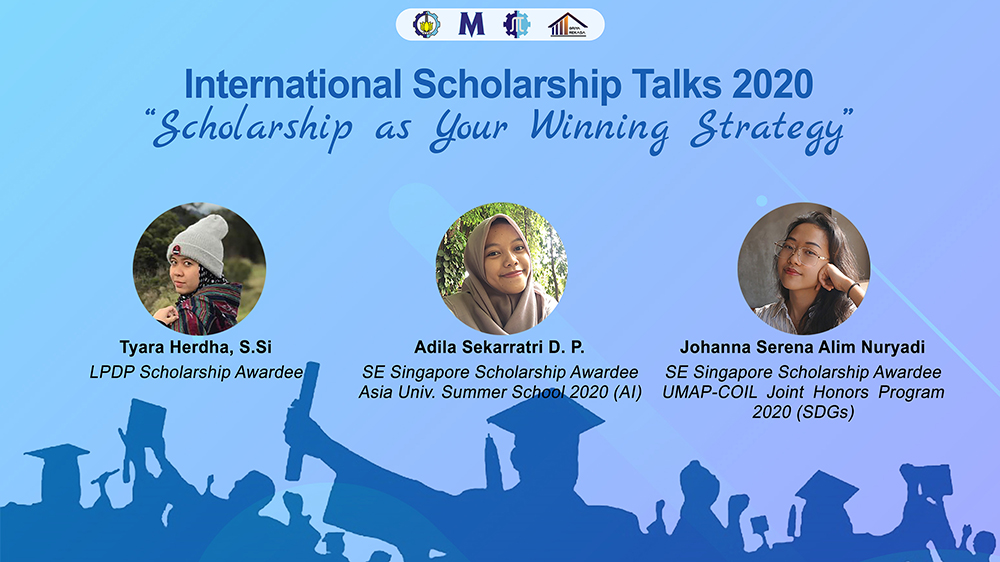 M
BAYA REKASA
International Scholarship Talks 2020
“Scholarship as Your Winning Strategy”
Tyara Herdha, S.Si
LPDP Scholarship Awardee
Adila Sekarratri D. P.
SE Singapore Scholarship Awardee
Asia Univ. Summer School 2020 (AI)
Johanna Serena Alim Nuryadi
SE Singapore Scholarship Awardee
UMAP-COIL Joint Honors Program
2020 (SDGs)